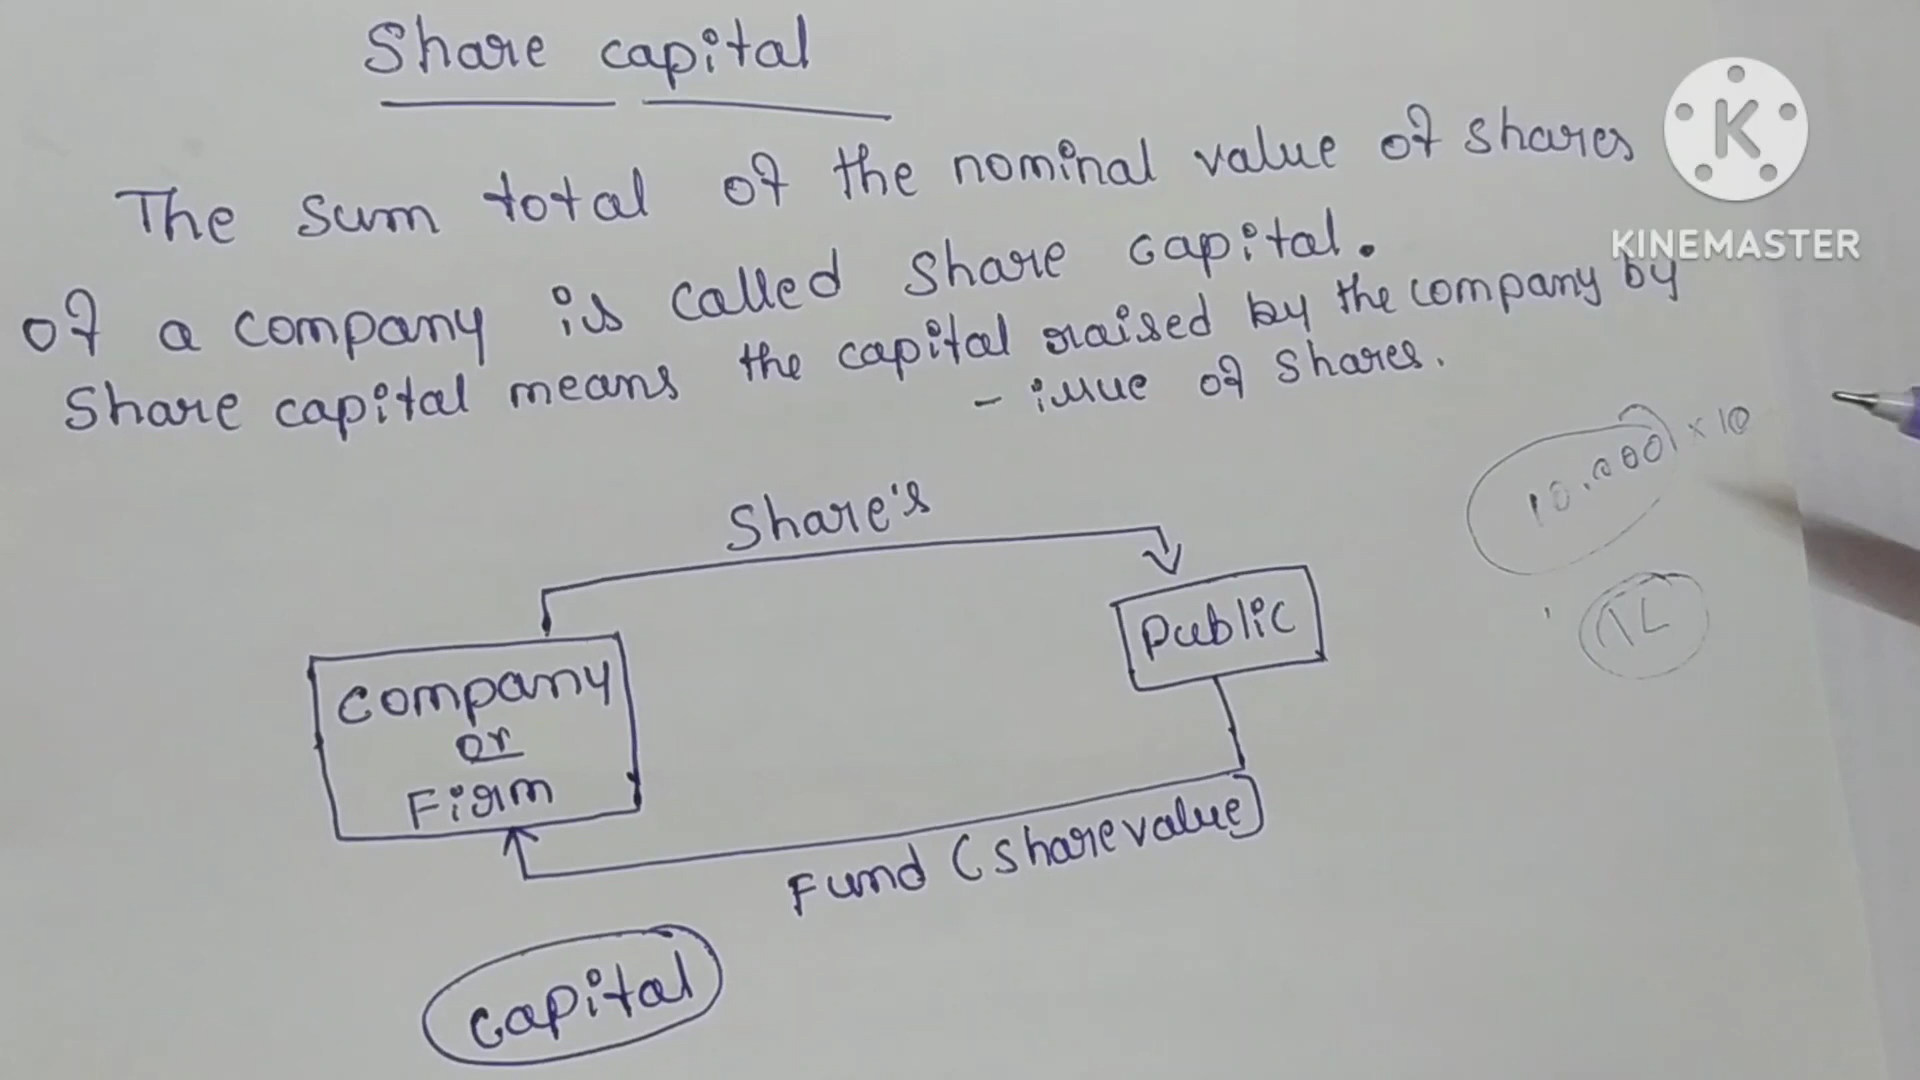 Share capital
The sum total of the nominal value of shares
of a company is called share capital.
Share capital means the capital raised by the company by
- issue of shares.
KINEMASTER
10,000 × 10
1L
Share's
Public
Company
or
Firm
Fund (share value)
capital